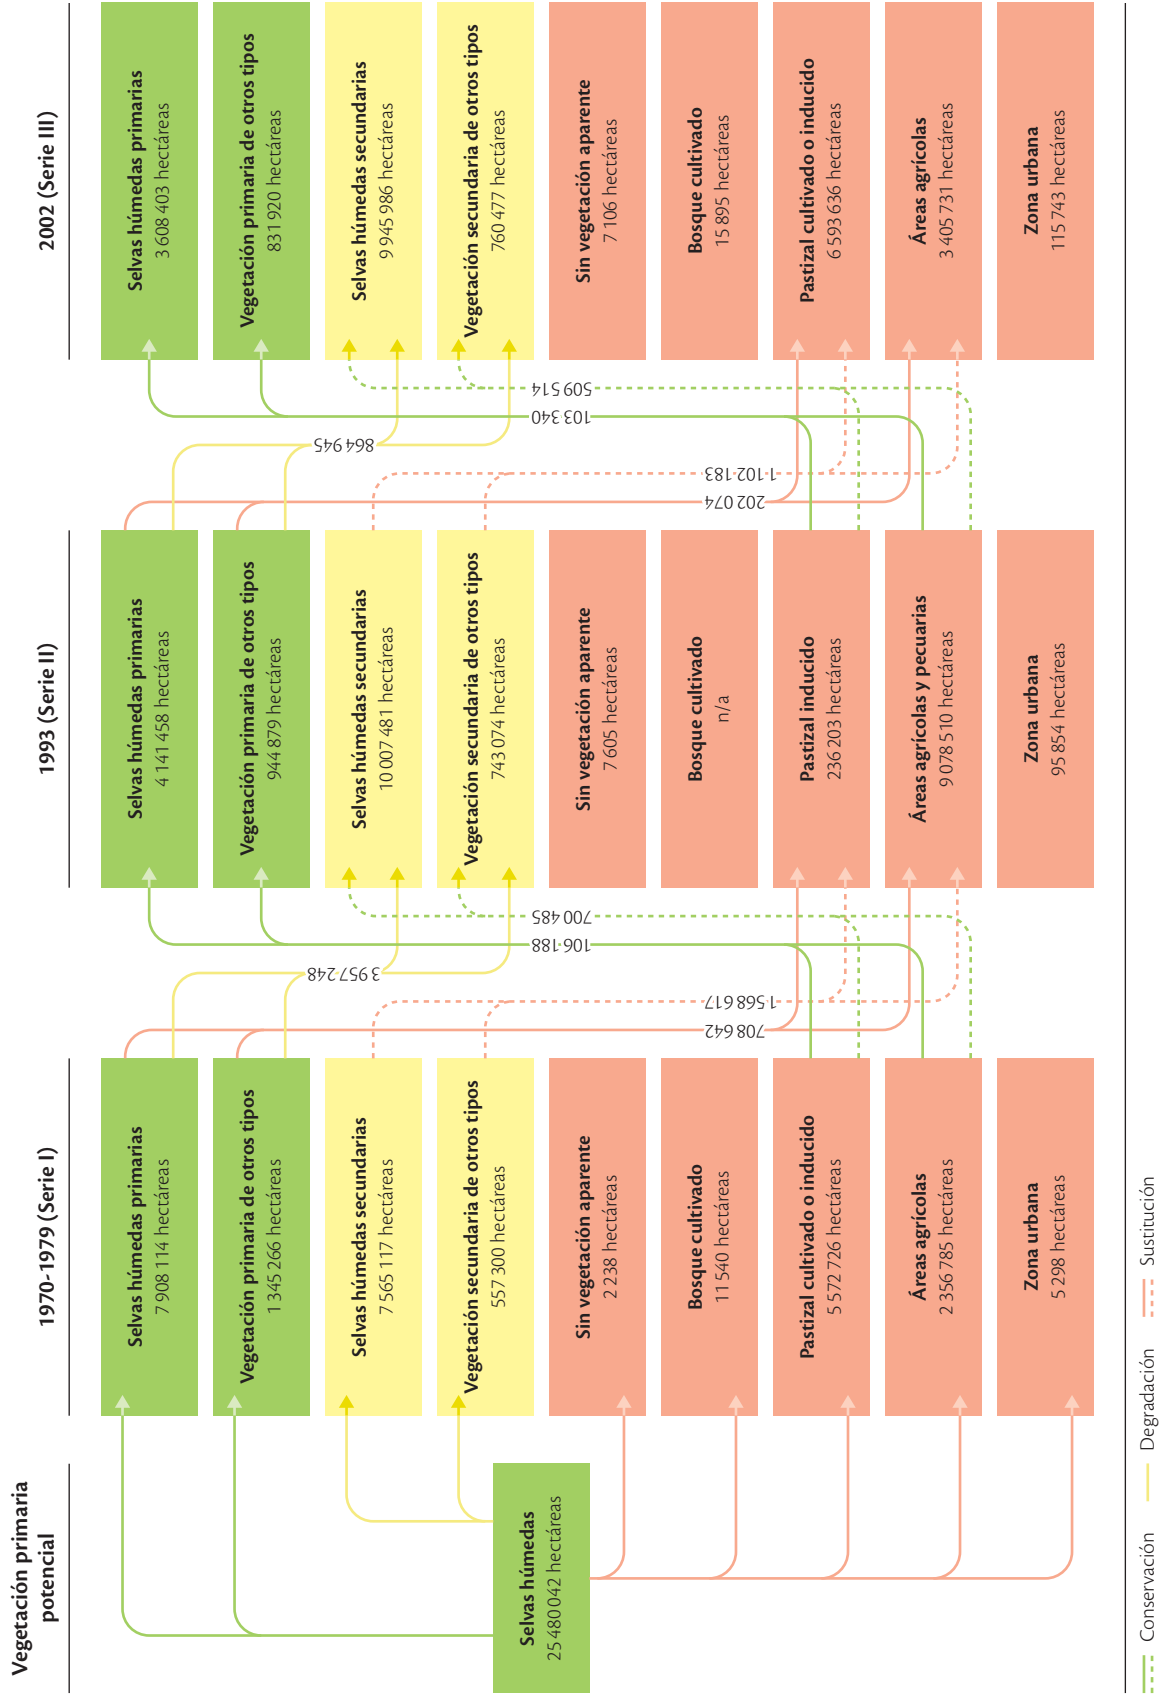 Vegetación primaria
potencial
1970-1979 (Serie I)
1993 (Serie II)
2002 (Serie III)
Selvas húmedas
25 480 042 hectáreas
Selvas húmedas primarias
7 908 114 hectáreas
Vegetación primaria de otros tipos
1 345 266 hectáreas
Selvas húmedas secundarias
7 565 117 hectáreas
Vegetación secundaria de otros tipos
557 300 hectáreas
Sin vegetación aparente
2 238 hectáreas
Bosque cultivado
11 540 hectáreas
Pastizal cultivado o inducido
5 572 726 hectáreas
Áreas agrícolas
2 356 785 hectáreas
Zona urbana
5 298 hectáreas
708 642
1 568 617
3 957 248
106 188
700 485
Selvas húmedas primarias
4 141 458 hectáreas
Vegetación primaria de otros tipos
944 879 hectáreas
Selvas húmedas secundarias
10 007 481 hectáreas
Vegetación secundaria de otros tipos
743 074 hectáreas
Sin vegetación aparente
7 605 hectáreas
Bosque cultivado
n/a
Pastizal inducido
236 203 hectáreas
Áreas agrícolas y pecuarias
9 078 510 hectáreas
Zona urbana
95 854 hectáreas
202 074
1 102 183
864 945
103 340
509 514
Selvas húmedas primarias
3 608 403 hectáreas
Vegetación primaria de otros tipos
831 920 hectáreas
Selvas húmedas secundarias
9 945 986 hectáreas
Vegetación secundaria de otros tipos
760 477 hectáreas
Sin vegetación aparente
7 106 hectáreas
Bosque cultivado
15 895 hectáreas
Pastizal cultivado o inducido
6 593 636 hectáreas
Áreas agrícolas
3 405 731 hectáreas
Zona urbana
115 743 hectáreas
Conservación
Degradación
Sustitución